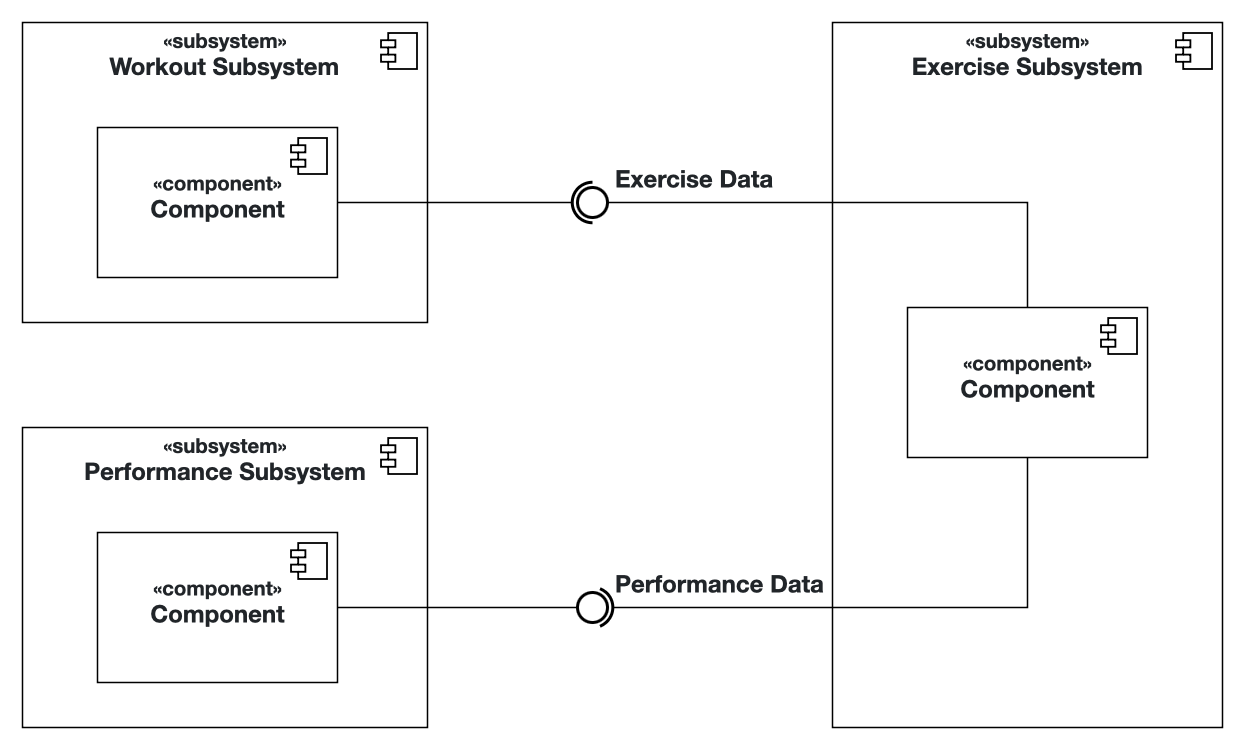 «subsystem»
Workout Subsystem
«component»
Component
Exercise Data
«subsystem»
Exercise Subsystem
«component»
Component
«subsystem»
Performance Subsystem
«component»
Component
Performance Data